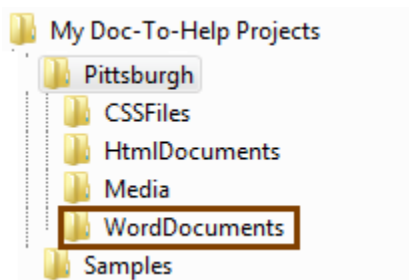 My Doc-To-Help Projects
Pittsburgh
CSSFiles
HtmlDocuments
Media
WordDocuments
Samples